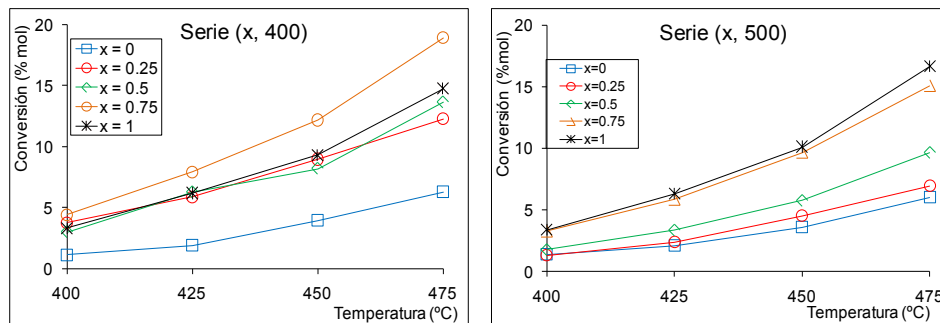 Serie (x, 400)
Conversión (% mol)
20
15
10
5
0
x = 0
x = 0.25
x = 0.5
x = 0.75
x = 1
400 425 450 475
Temperatura (ºC)
Serie (x, 500)
Conversión (%mol)
20
15
10
5
0
x=0
x=0.25
x=0.5
x=0.75
x=1
400 425 450 475
Temperatura (ºC)